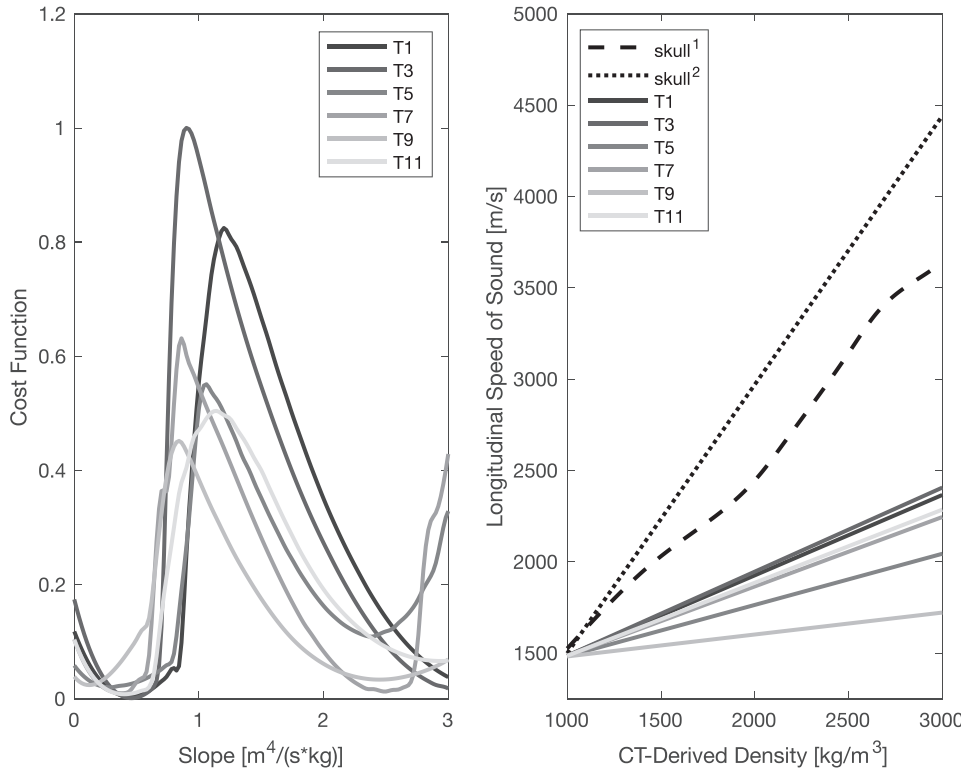 1.2
1
0.8
0.6
0.4
0.2
0
0 1 2 3
Cost Function
Slope [m⁴/(s*kg)]
T1
T3
T5
T7
T9
T11
5000
4500
4000
3500
3000
2500
2000
1500
1000 1500 2000 2500 3000
Longitudinal Speed of Sound [m/s]
CT-Derived Density [kg/m³]
skull¹
skull²
T1
T3
T5
T7
T9
T11